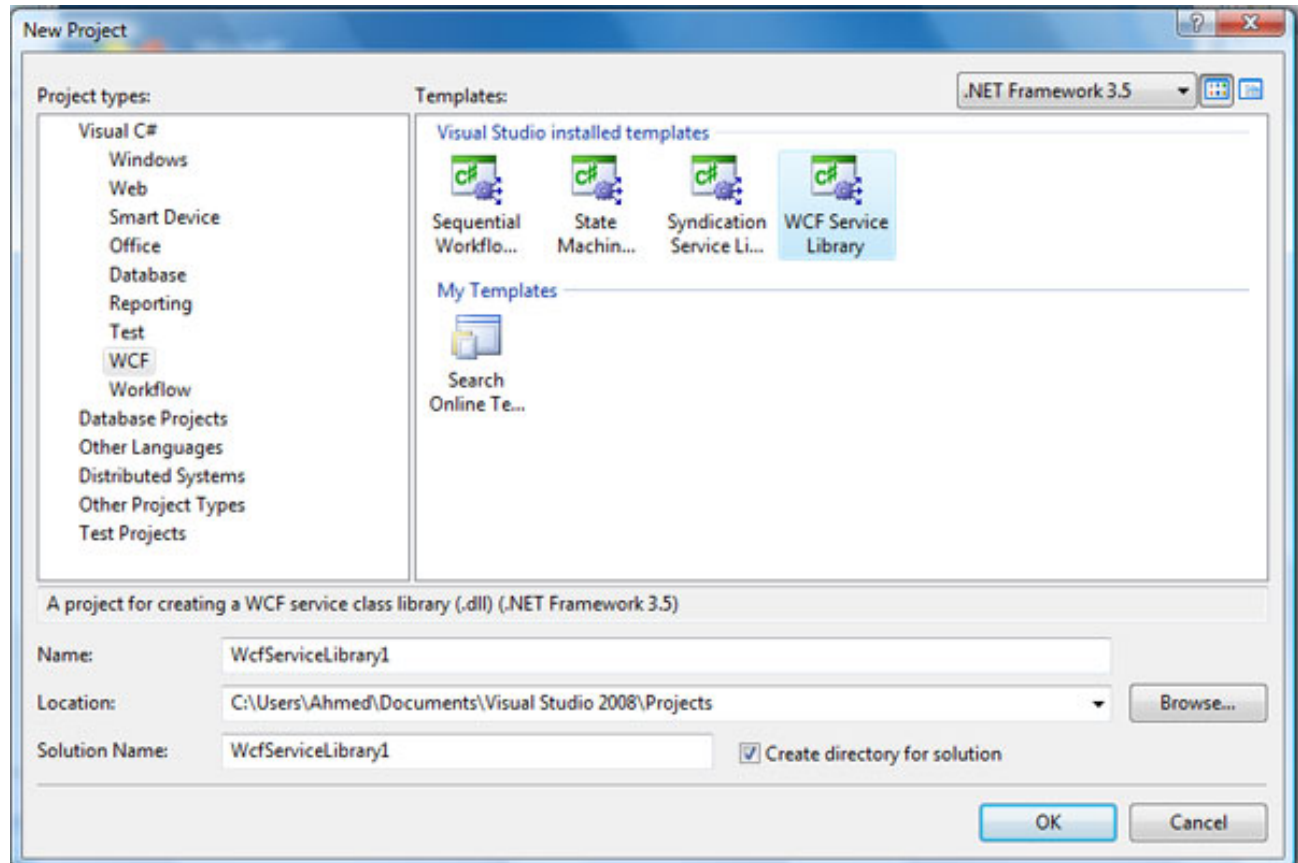 New Project
Project types:
Templates:
.NET Framework 3.5
Visual C#
Windows
Web
Smart Device
Office
Database
Reporting
Test
WCF
Workflow
Database Projects
Other Languages
Distributed Systems
Other Project Types
Test Projects
Visual Studio installed templates
C#
Sequential
Workflo...
C#
State
Machin...
C#
Syndication
Service Li...
C#
WCF Service
Library
My Templates
Search
Online Te...
A project for creating a WCF service class library (.dll) (.NET Framework 3.5)
Name:
WcfServiceLibrary1
Location:
C:\Users\Ahmed\Documents\Visual Studio 2008\Projects
Browse...
Solution Name:
WcfServiceLibrary1
Create directory for solution
OK
Cancel